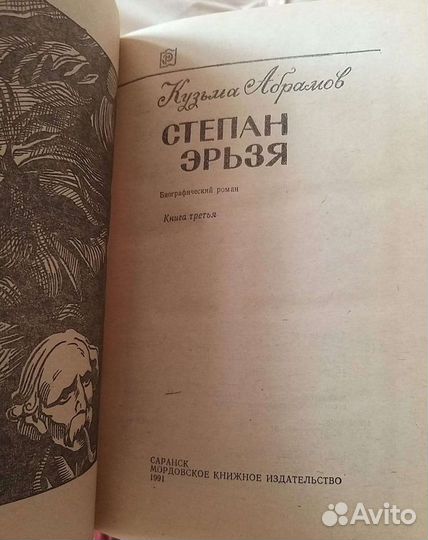 Кузьма Абрамов
СТЕПАН
ЭРЬЗЯ
Биографический роман
Книга третья
САРАНСК
МОРДОВСКОЕ КНИЖНОЕ ИЗДАТЕЛЬСТВО
1991
Avito